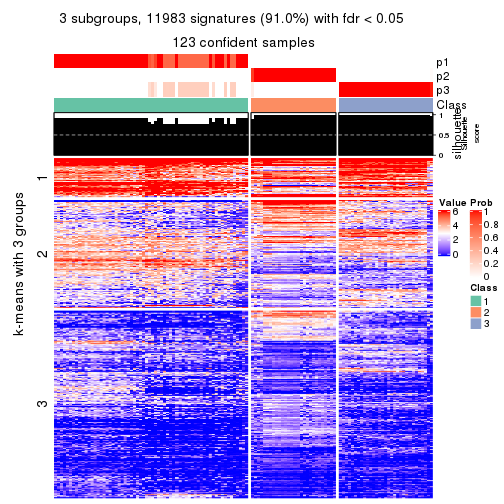 3 subgroups, 11983 signatures (91.0%) with fdr < 0.05
123 confident samples
p1
p2
p3
Class
1
0.5
0
silhouette
Silhouette
score
k-means with 3 groups
1
2
3
Value
6
4
2
0
Prob
1
0.8
0.6
0.4
0.2
0
Class
1
2
3